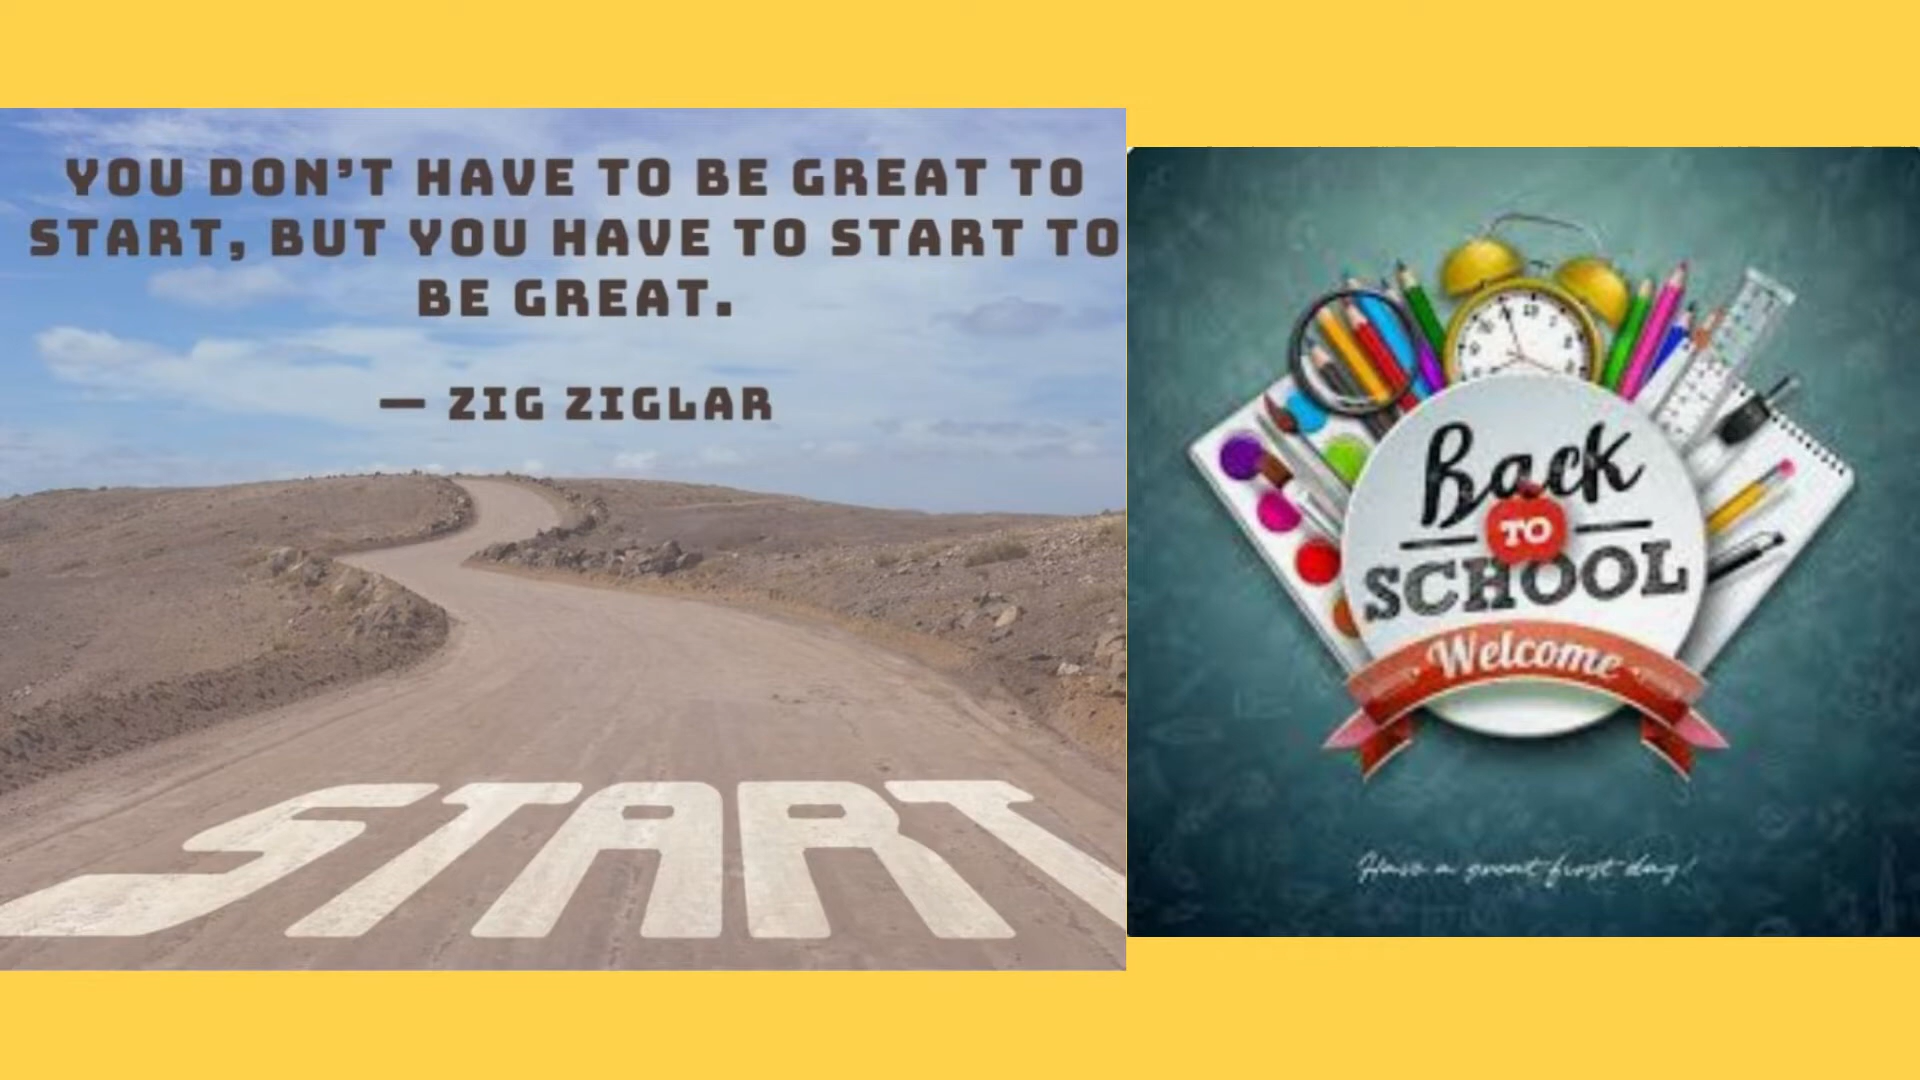 YOU DON’T HAVE TO BE GREAT TO
START, BUT YOU HAVE TO START TO
BE GREAT.
— ZIG ZIGLAR
START
Back
TO
SCHOOL
Welcome
Have a great first day!